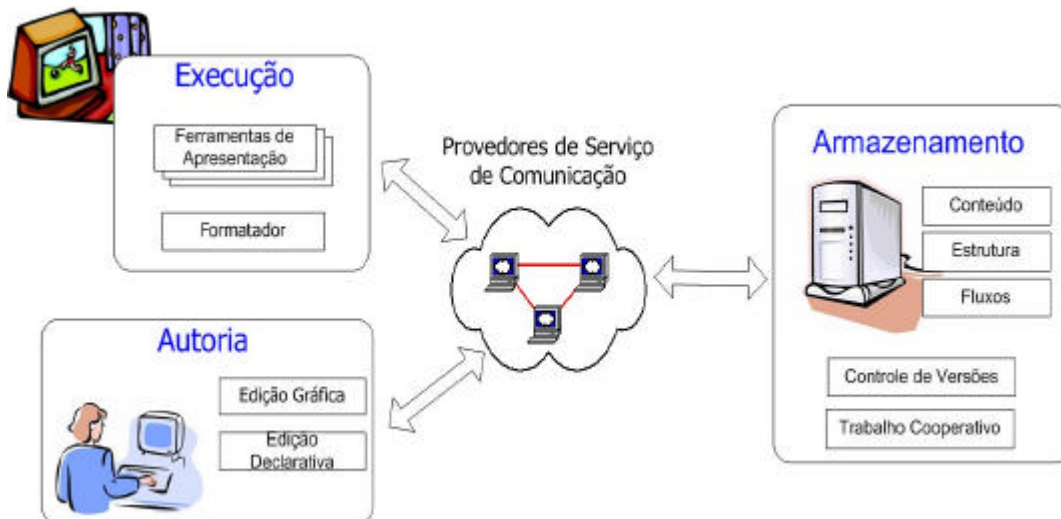 Execução
Ferramentas de
Apresentação
Formatador
Provedores de Serviço
de Comunicação
Armazenamento
Conteúdo
Estrutura
Fluxos
Controle de Versões
Trabalho Cooperativo
Autoria
Edição Gráfica
Edição
Declarativa